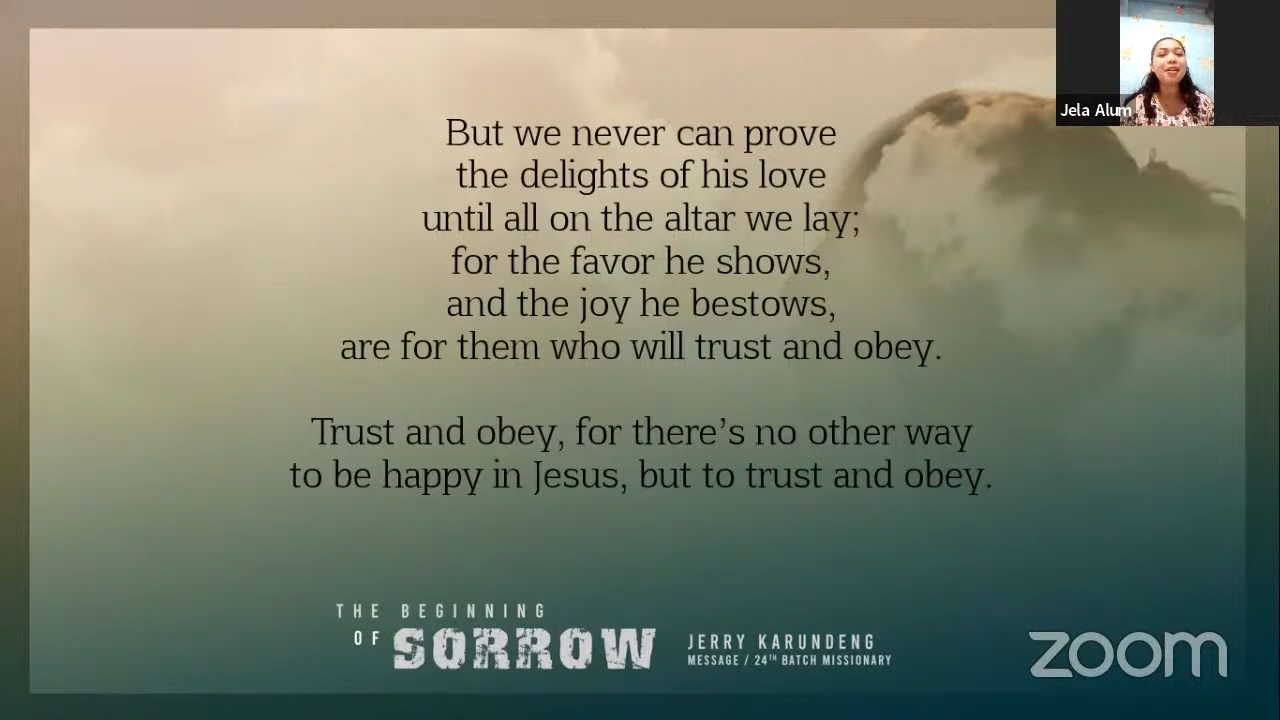 Jela Alum
But we never can prove
the delights of his love
until all on the altar we lay;
for the favor he shows,
and the joy he bestows,
are for them who will trust and obey.
Trust and obey, for there’s no other way
to be happy in Jesus, but to trust and obey.
THE BEGINNING
OF SORROW
JERRY KARUNDENG
MESSAGE / 24TH BATCH MISSIONARY
zoom